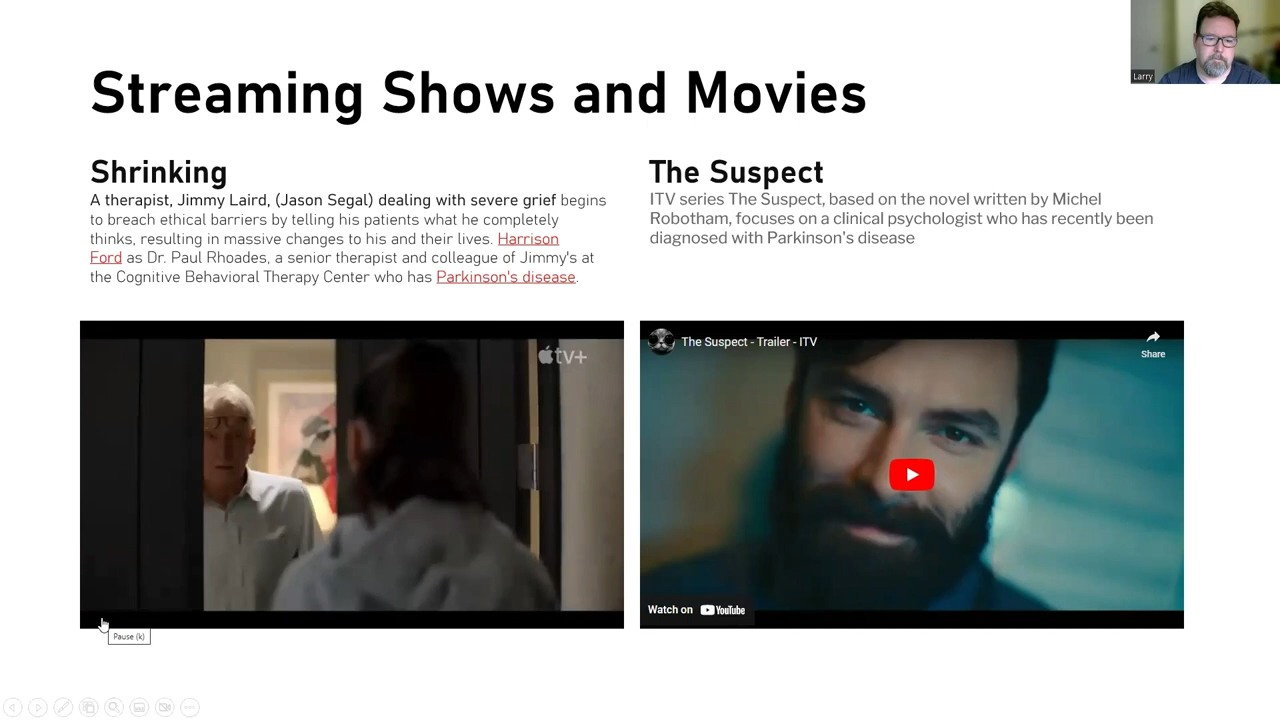 Larry
Streaming Shows and Movies
Shrinking
A therapist, Jimmy Laird, (Jason Segal) dealing with severe grief begins
to breach ethical barriers by telling his patients what he completely
thinks, resulting in massive changes to his and their lives. Harrison
Ford as Dr. Paul Rhoades, a senior therapist and colleague of Jimmy's at
the Cognitive Behavioral Therapy Center who has Parkinson's disease.
The Suspect
ITV series The Suspect, based on the novel written by Michel
Robotham, focuses on a clinical psychologist who has recently been
diagnosed with Parkinson's disease
tv+
The Suspect - Trailer - ITV
Share
Watch on YouTube
Pause (k)